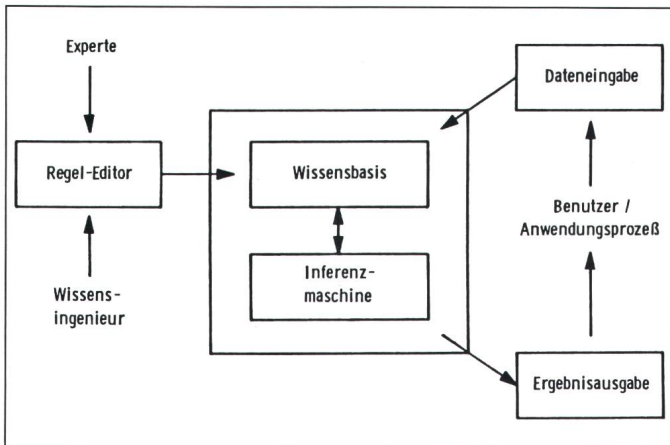 Experte
Dateneingabe
Regel-Editor
Wissensbasis
Benutzer /
Anwendungsprozeß
Inferenz-
maschine
Wissens-
ingenieur
Ergebnisausgabe